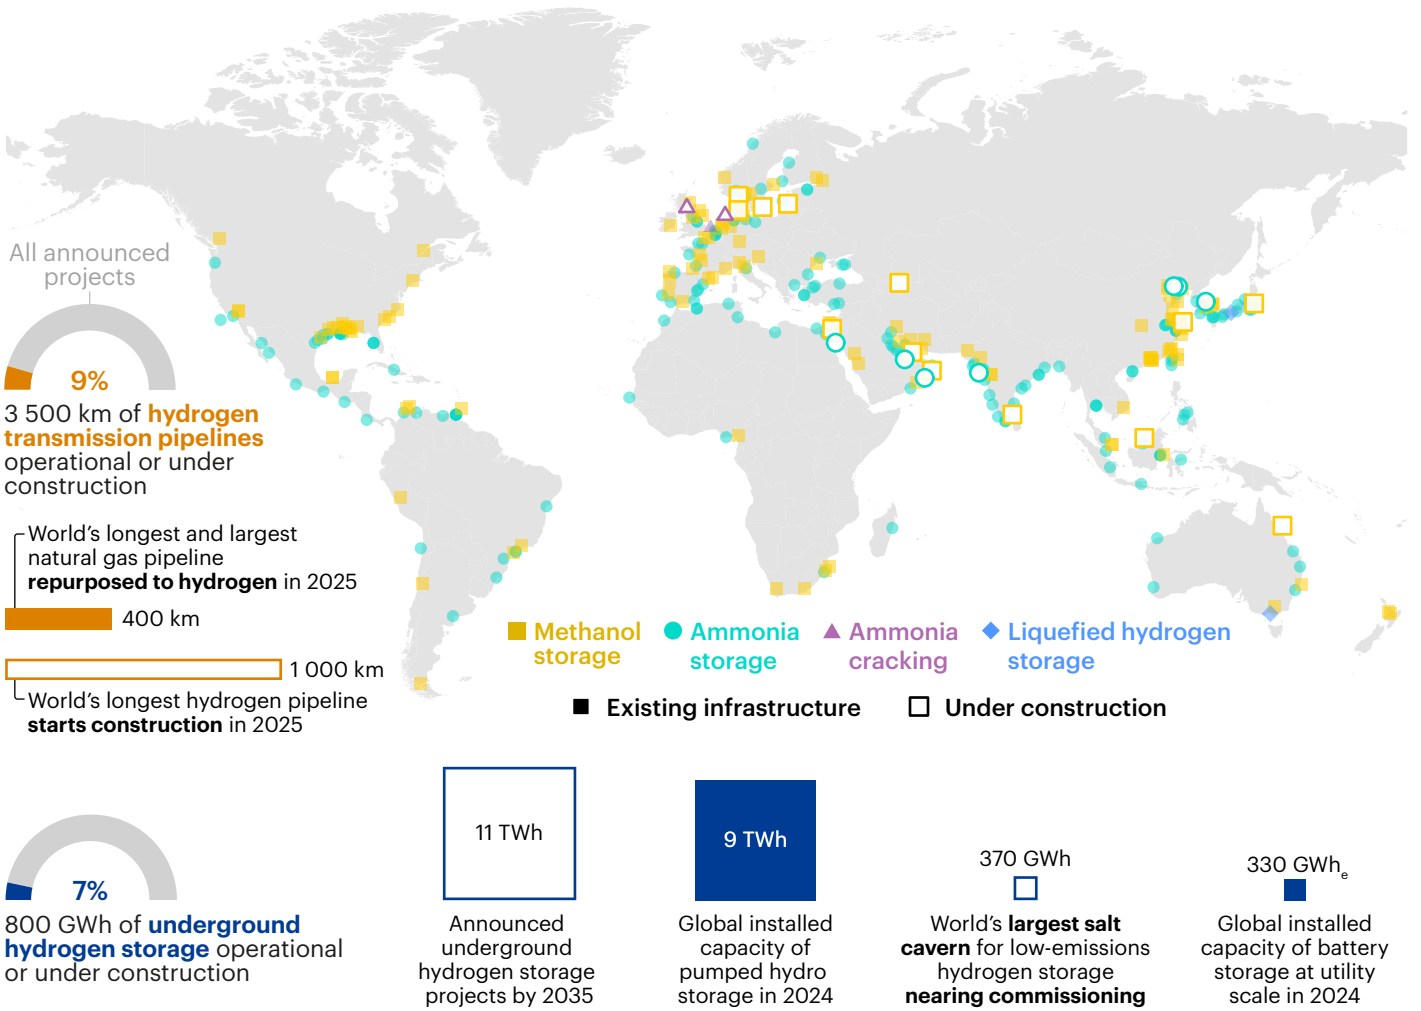 All announced
projects
9%
3 500 km of hydrogen
transmission pipelines
operational or under
construction
World’s longest and largest
natural gas pipeline
repurposed to hydrogen in 2025
400 km
1 000 km
World’s longest hydrogen pipeline
starts construction in 2025
Methanol
storage
Ammonia
storage
Ammonia
cracking
Liquefied hydrogen
storage
Existing infrastructure
Under construction
7%
800 GWh of underground
hydrogen storage operational
or under construction
11 TWh
Announced
underground
hydrogen storage
projects by 2035
9 TWh
Global installed
capacity of
pumped hydro
storage in 2024
370 GWh
World’s largest salt
cavern for low-emissions
hydrogen storage
nearing commissioning
330 GWhₑ
Global installed
capacity of battery
storage at utility
scale in 2024